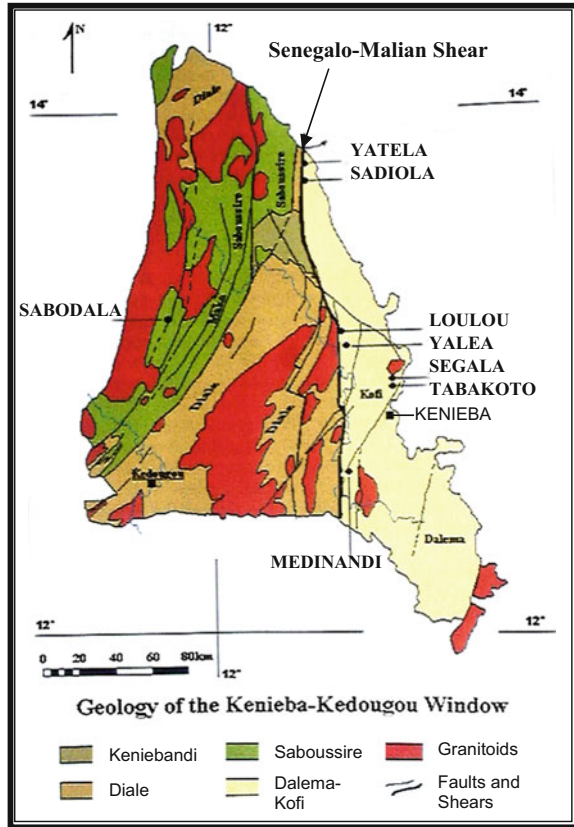 N
12°
Senegalo-Malian Shear
14°
14°
Diale
YATELA
SADIOLA
Saboussire
Saboussire
SABODALA
Mako
LOULOU
YALEA
SEGALA
Diale
Diale
Kofi
TABAKOTO
KENIEBA
Kedougou
Dalema
MEDINANDI
12°
12°
0 20 40 60 80km
12°
Geology of the Kenieba-Kedougou Window
Keniebandi
Saboussire
Granitoids
Diale
Dalema-
Kofi
Faults and
Shears